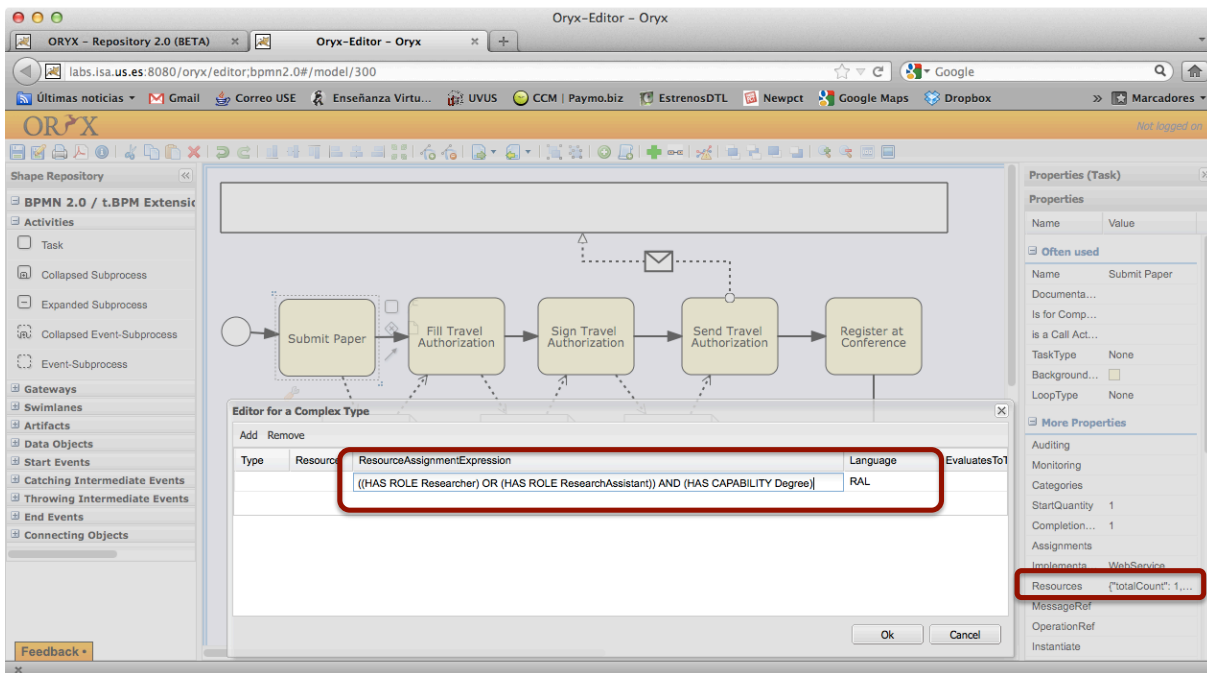 Oryx-Editor – Oryx
ORYX – Repository 2.0 (BETA) × Oryx-Editor – Oryx × +
labs.isa.us.es:8080/oryx/editor;bpmn2.0#/model/300 Google
Últimas noticias Gmail Correo USE Enseñanza Virtu... UVUS CCM | Paymo.biz EstrenosDTL Newpct Google Maps Dropbox » Marcadores
ORYX Not logged on
Shape Repository
BPMN 2.0 / t.BPM Extensic
Activities
Task
Collapsed Subprocess
Expanded Subprocess
Collapsed Event-Subprocess
Event-Subprocess
Gateways
Swimlanes
Artifacts
Data Objects
Start Events
Catching Intermediate Events
Throwing Intermediate Events
End Events
Connecting Objects
Feedback
Submit Paper
Fill Travel
Authorization
Sign Travel
Authorization
Send Travel
Authorization
Register at
Conference
Editor for a Complex Type
Add Remove
Type Resource ResourceAssignmentExpression Language EvaluatesToT
((HAS ROLE Researcher) OR (HAS ROLE ResearchAssistant)) AND (HAS CAPABILITY Degree) RAL
Ok Cancel
Properties (Task)
Properties
Name Value
Often used
Name Submit Paper
Documenta...
Is for Comp...
is a Call Act...
TaskType None
Background...
LoopType None
More Properties
Auditing
Monitoring
Categories
StartQuantity 1
Completion... 1
Assignments
Implementa... WebService
Resources {"totalCount": 1,...
MessageRef
OperationRef
Instantiate